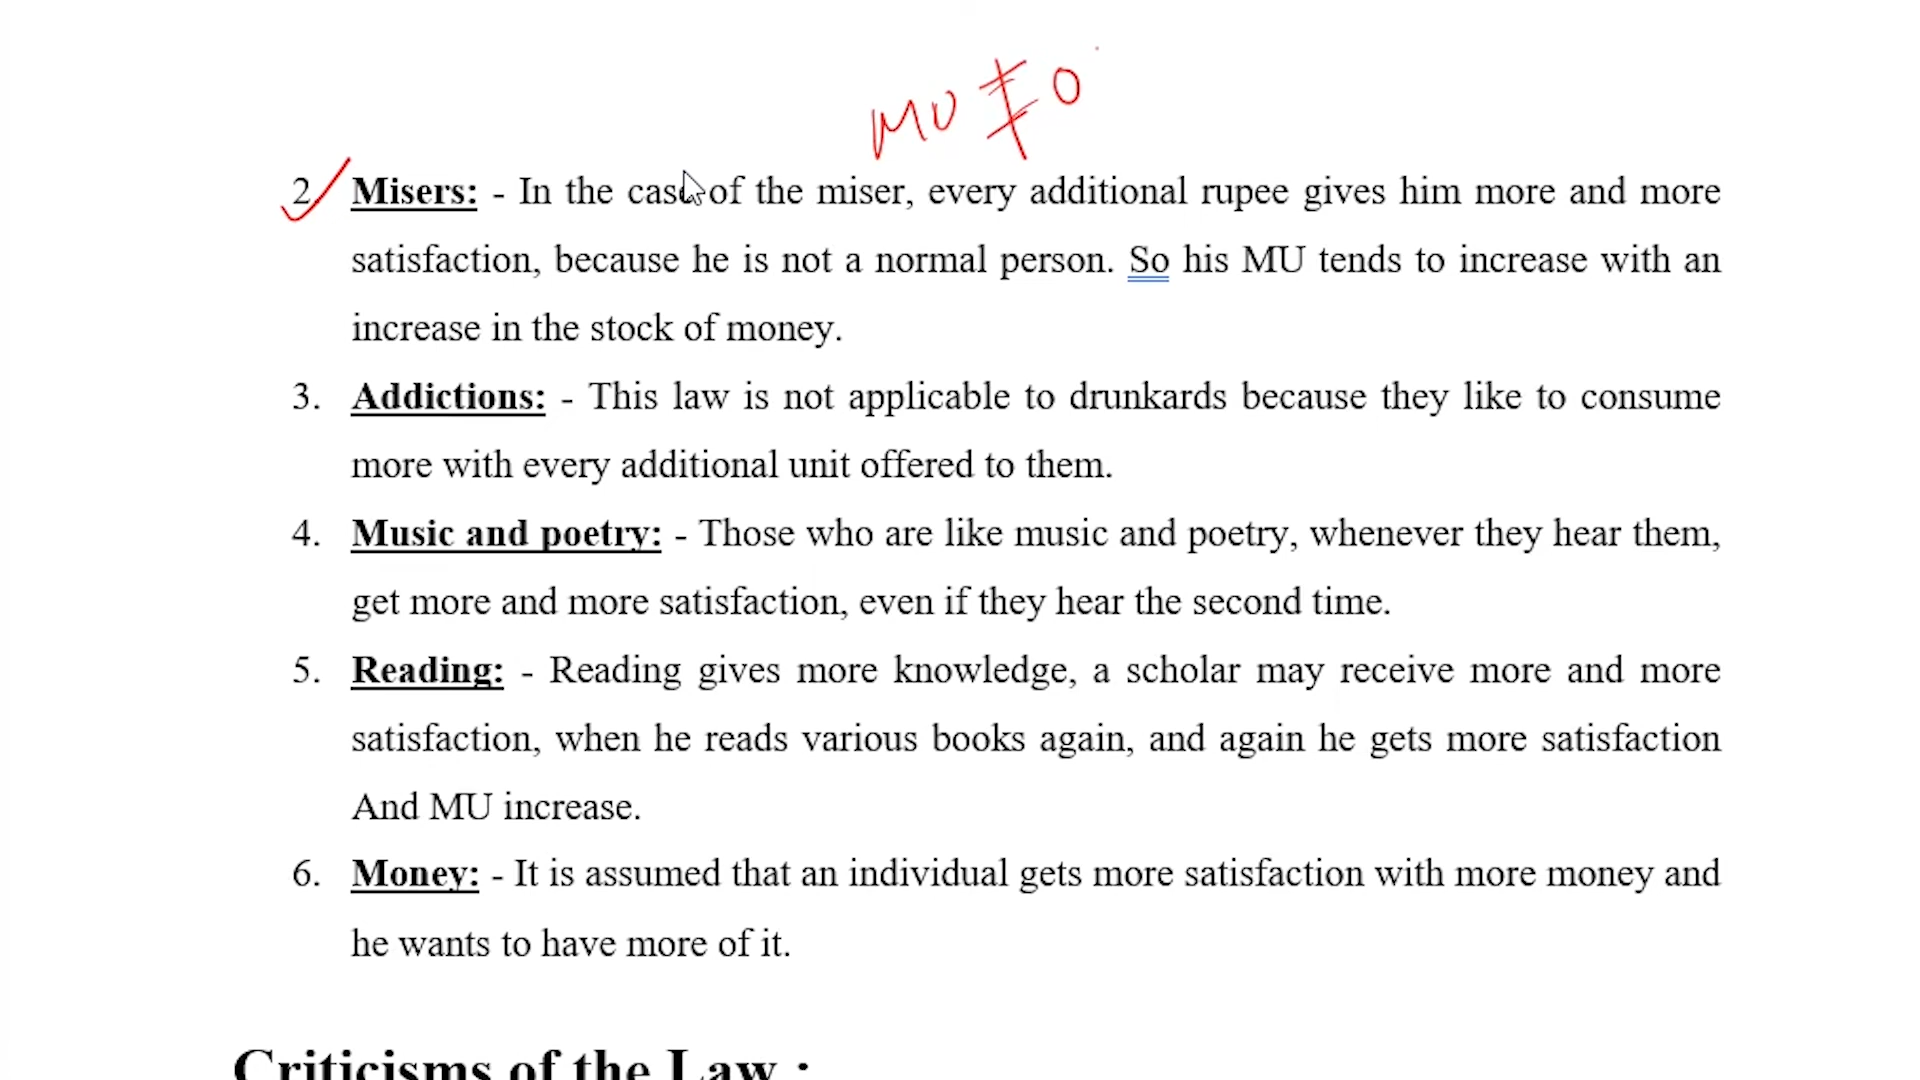 MU ≠ 0
2. Misers: - In the case of the miser, every additional rupee gives him more and more
satisfaction, because he is not a normal person. So his MU tends to increase with an
increase in the stock of money.
3. Addictions: - This law is not applicable to drunkards because they like to consume
more with every additional unit offered to them.
4. Music and poetry: - Those who are like music and poetry, whenever they hear them,
get more and more satisfaction, even if they hear the second time.
5. Reading: - Reading gives more knowledge, a scholar may receive more and more
satisfaction, when he reads various books again, and again he gets more satisfaction
And MU increase.
6. Money: - It is assumed that an individual gets more satisfaction with more money and
he wants to have more of it.
Criticisms of the Law :